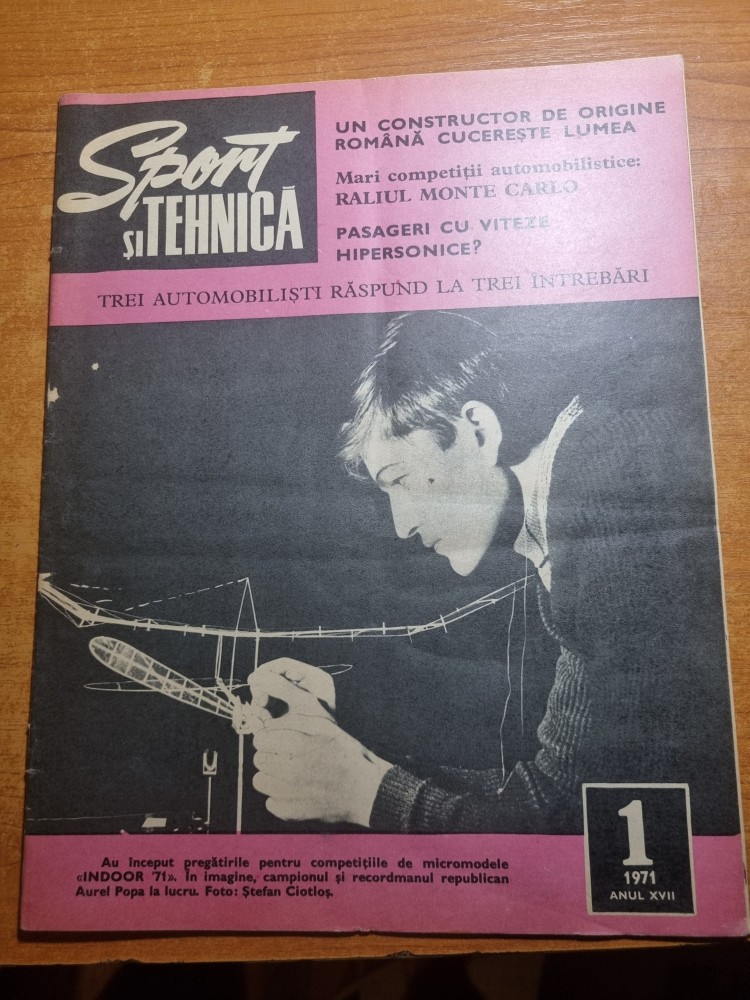 Sport
ȘI TEHNICĂ
UN CONSTRUCTOR DE ORIGINE
ROMÂNĂ CUCEREȘTE LUMEA
Mari competiții automobilistice:
RALIUL MONTE CARLO
PASAGERI CU VITEZE
HIPERSONICE?
TREI AUTOMOBILIȘTI RĂSPUND LA TREI ÎNTREBĂRI
Au început pregătirile pentru competițiile de micromodele
«INDOOR '71». În imagine, campionul și recordmanul republican
Aurel Popa la lucru. Foto: Ștefan Ciotloș.
1
1971
ANUL XVII